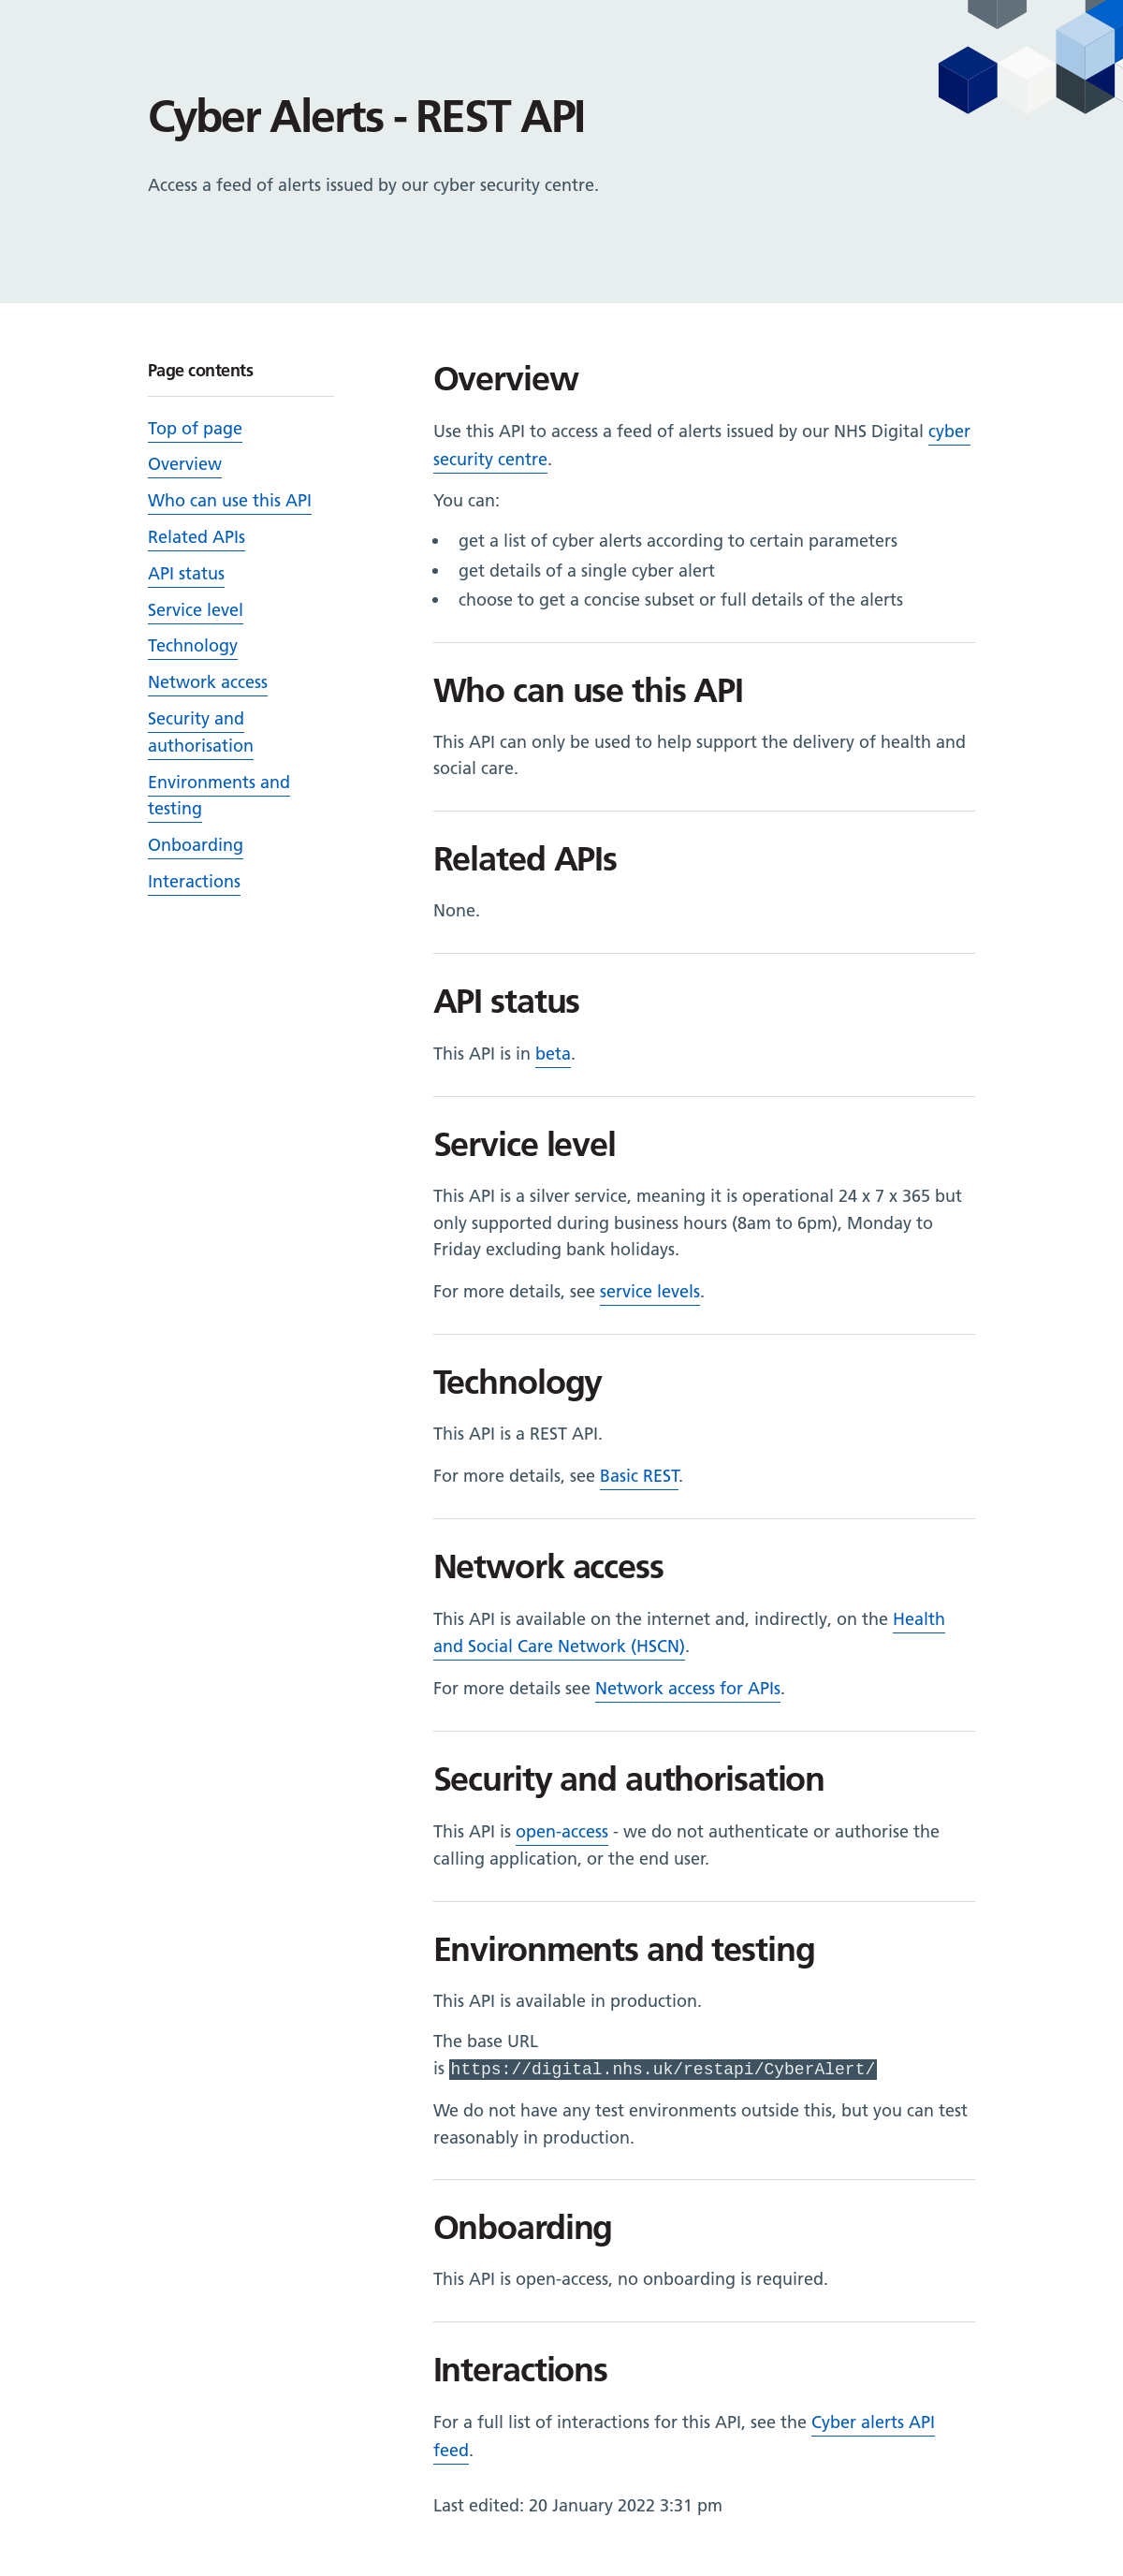 Cyber Alerts - REST API
Access a feed of alerts issued by our cyber security centre.
Page contents
Top of page
Overview
Who can use this API
Related APIs
API status
Service level
Technology
Network access
Security and
authorisation
Environments and
testing
Onboarding
Interactions
Overview
Use this API to access a feed of alerts issued by our NHS Digital cyber
security centre.
You can:
• get a list of cyber alerts according to certain parameters
• get details of a single cyber alert
• choose to get a concise subset or full details of the alerts
Who can use this API
This API can only be used to help support the delivery of health and
social care.
Related APIs
None.
API status
This API is in beta.
Service level
This API is a silver service, meaning it is operational 24 x 7 x 365 but
only supported during business hours (8am to 6pm), Monday to
Friday excluding bank holidays.
For more details, see service levels.
Technology
This API is a REST API.
For more details, see Basic REST.
Network access
This API is available on the internet and, indirectly, on the Health
and Social Care Network (HSCN).
For more details see Network access for APIs.
Security and authorisation
This API is open-access - we do not authenticate or authorise the
calling application, or the end user.
Environments and testing
This API is available in production.
The base URL
is https://digital.nhs.uk/restapi/CyberAlert/
We do not have any test environments outside this, but you can test
reasonably in production.
Onboarding
This API is open-access, no onboarding is required.
Interactions
For a full list of interactions for this API, see the Cyber alerts API
feed.
Last edited: 20 January 2022 3:31 pm